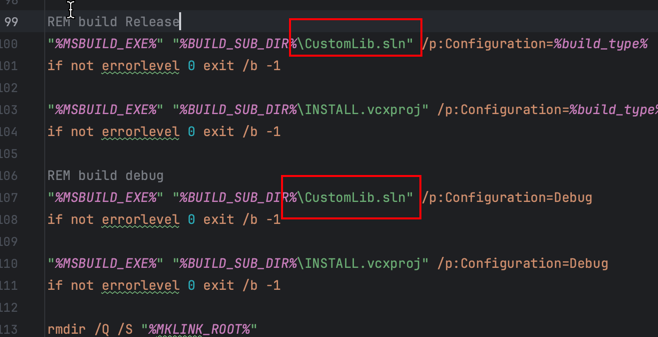 98
99 REM build Release
100 "%MSBUILD_EXE%" "%BUILD_SUB_DIR%\CustomLib.sln" /p:Configuration=%build_type%
101 if not errorlevel 0 exit /b -1
102
103 "%MSBUILD_EXE%" "%BUILD_SUB_DIR%\INSTALL.vcxproj" /p:Configuration=%build_type%
104 if not errorlevel 0 exit /b -1
105
106 REM build debug
107 "%MSBUILD_EXE%" "%BUILD_SUB_DIR%\CustomLib.sln" /p:Configuration=Debug
108 if not errorlevel 0 exit /b -1
109
110 "%MSBUILD_EXE%" "%BUILD_SUB_DIR%\INSTALL.vcxproj" /p:Configuration=Debug
111 if not errorlevel 0 exit /b -1
112
113 rmdir /Q /S "%MKLINK_ROOT%"